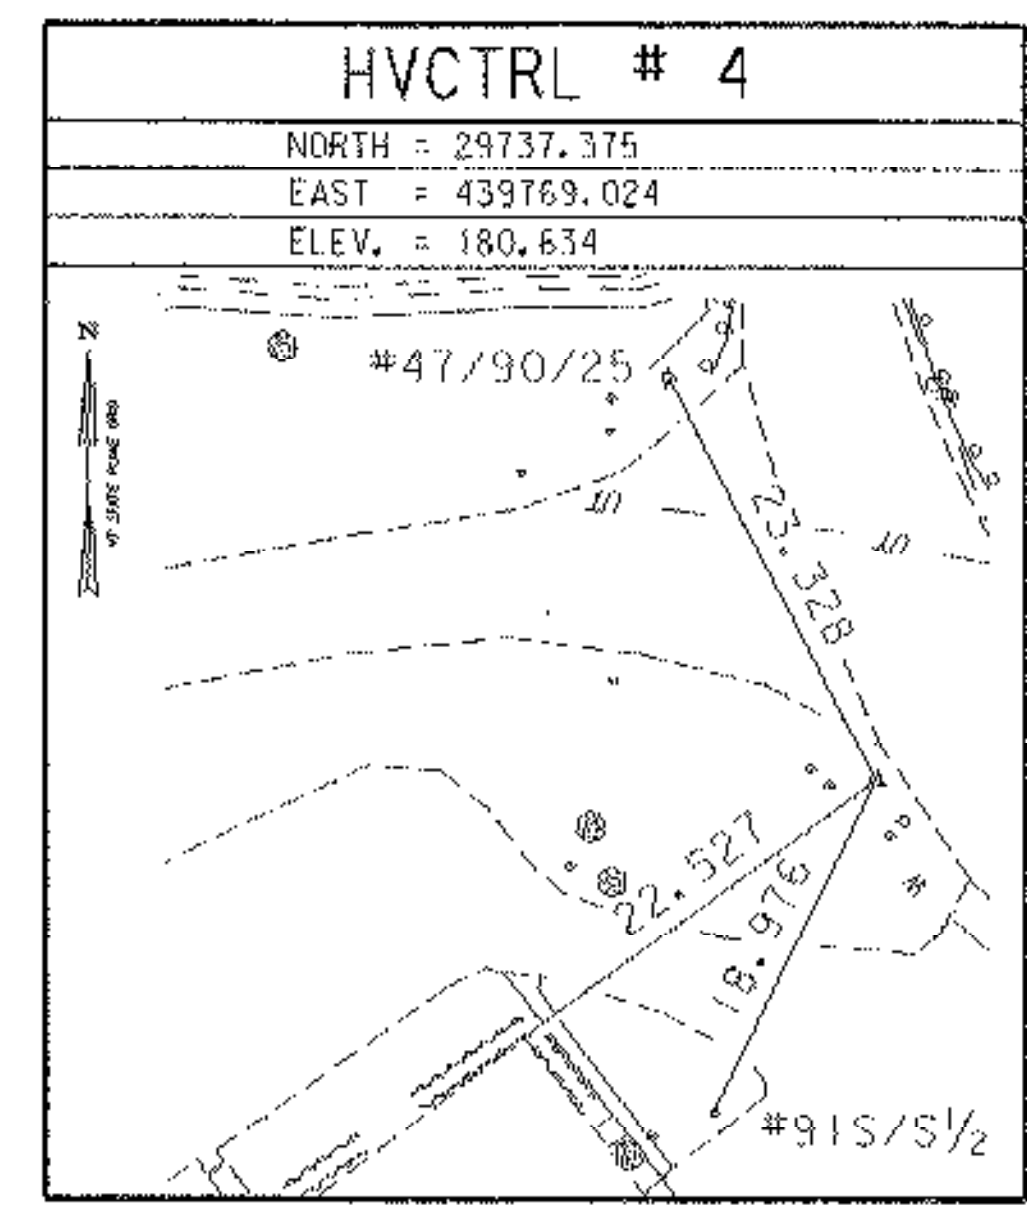 HVCTRL # 4
NORTH = 29737.375
EAST = 439769.024
ELEV. = 180.634
N
#47/90/25
23.328
22.527
18.976
#91S/S1/2